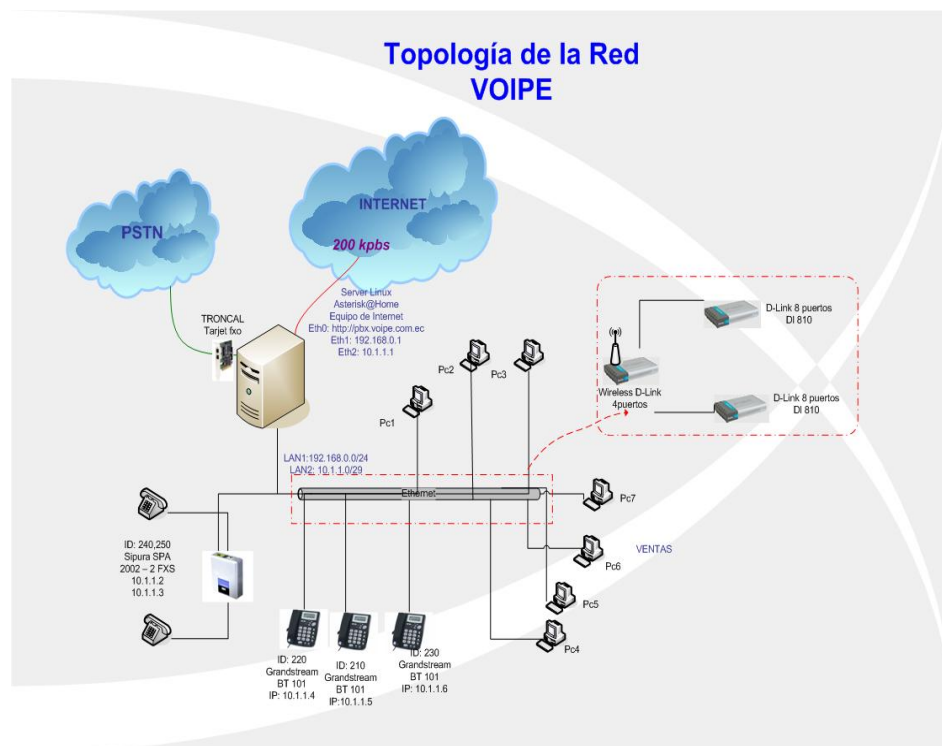 Topología de la Red
VOIPE
INTERNET
PSTN
200 kpbs
Server Linux
Asterisk@Home
Equipo de Internet
Eth0: http://pbx.voipe.com.ec
Eth1: 192.168.0.1
Eth2: 10.1.1.1
TRONCAL
Tarjet fxo
D-Link 8 puertos
DI 810
Wireless D-Link
4puertos
D-Link 8 puertos
DI 810
Pc2
Pc3
Pc1
LAN1:192.168.0.0/24
LAN2: 10.1.1.0/29
Ethernet
Pc7
VENTAS
Pc6
Pc5
Pc4
ID: 240,250
Sipura SPA
2002 – 2 FXS
10.1.1.2
10.1.1.3
ID: 220
Grandstream
BT 101
IP: 10.1.1.4
ID: 210
Grandstream
BT 101
IP:10.1.1.5
ID: 230
Grandstream
BT 101
IP: 10.1.1.6